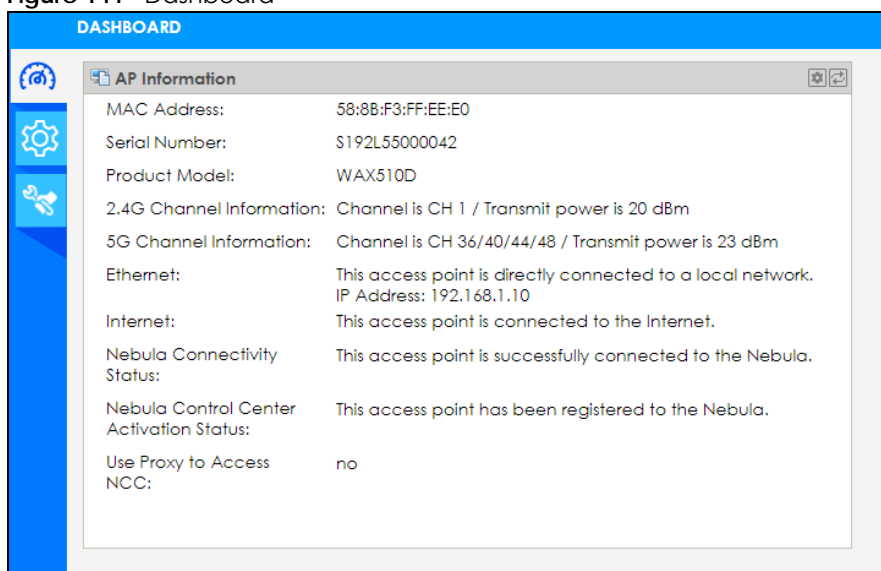 DASHBOARD
AP Information
MAC Address: 58:8B:F3:FF:EE:E0
Serial Number: S192L55000042
Product Model: WAX510D
2.4G Channel Information: Channel is CH 1 / Transmit power is 20 dBm
5G Channel Information: Channel is CH 36/40/44/48 / Transmit power is 23 dBm
Ethernet: This access point is directly connected to a local network.
IP Address: 192.168.1.10
Internet: This access point is connected to the Internet.
Nebula Connectivity Status: This access point is successfully connected to the Nebula.
Nebula Control Center Activation Status: This access point has been registered to the Nebula.
Use Proxy to Access NCC: no